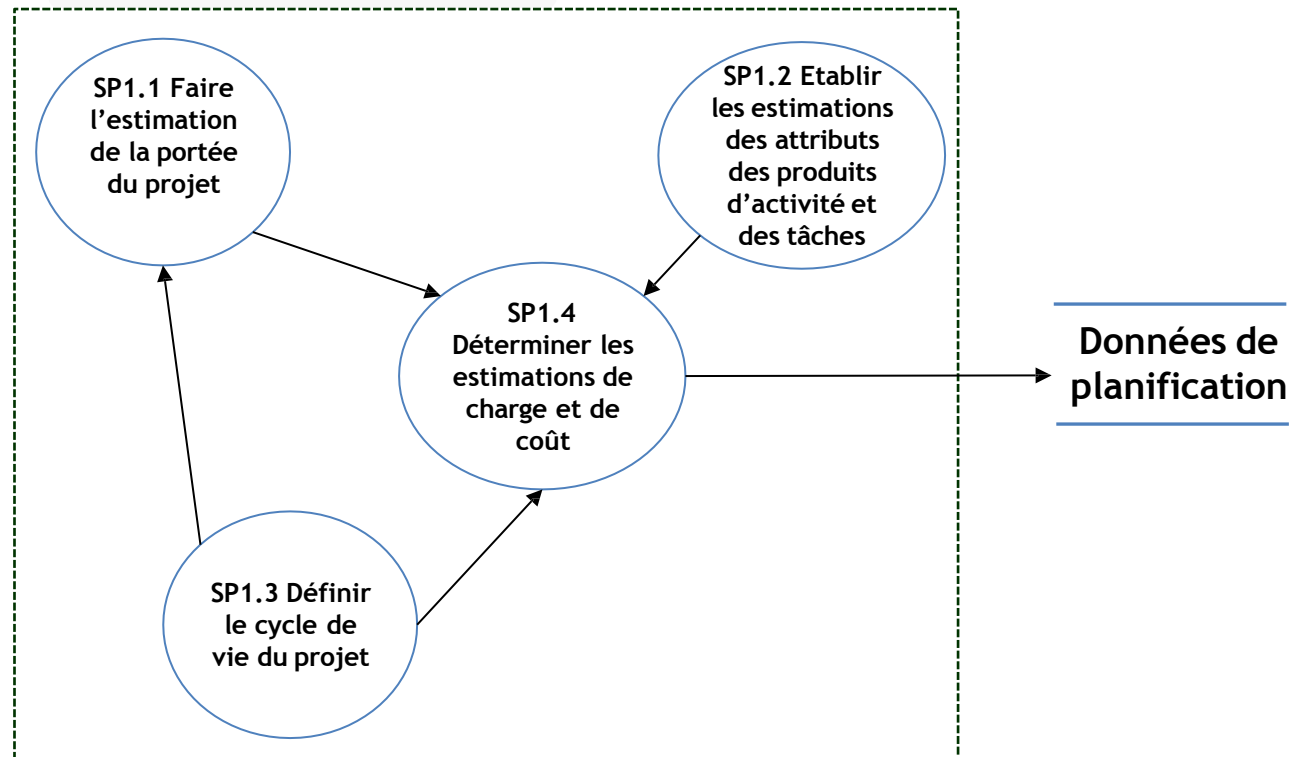 SP1.1 Faire
l’estimation
de la portée
du projet
SP1.2 Etablir
les estimations
des attributs
des produits
d’activité et
des tâches
SP1.4
Déterminer les
estimations de
charge et de
coût
Données de
planification
SP1.3 Définir
le cycle de
vie du projet